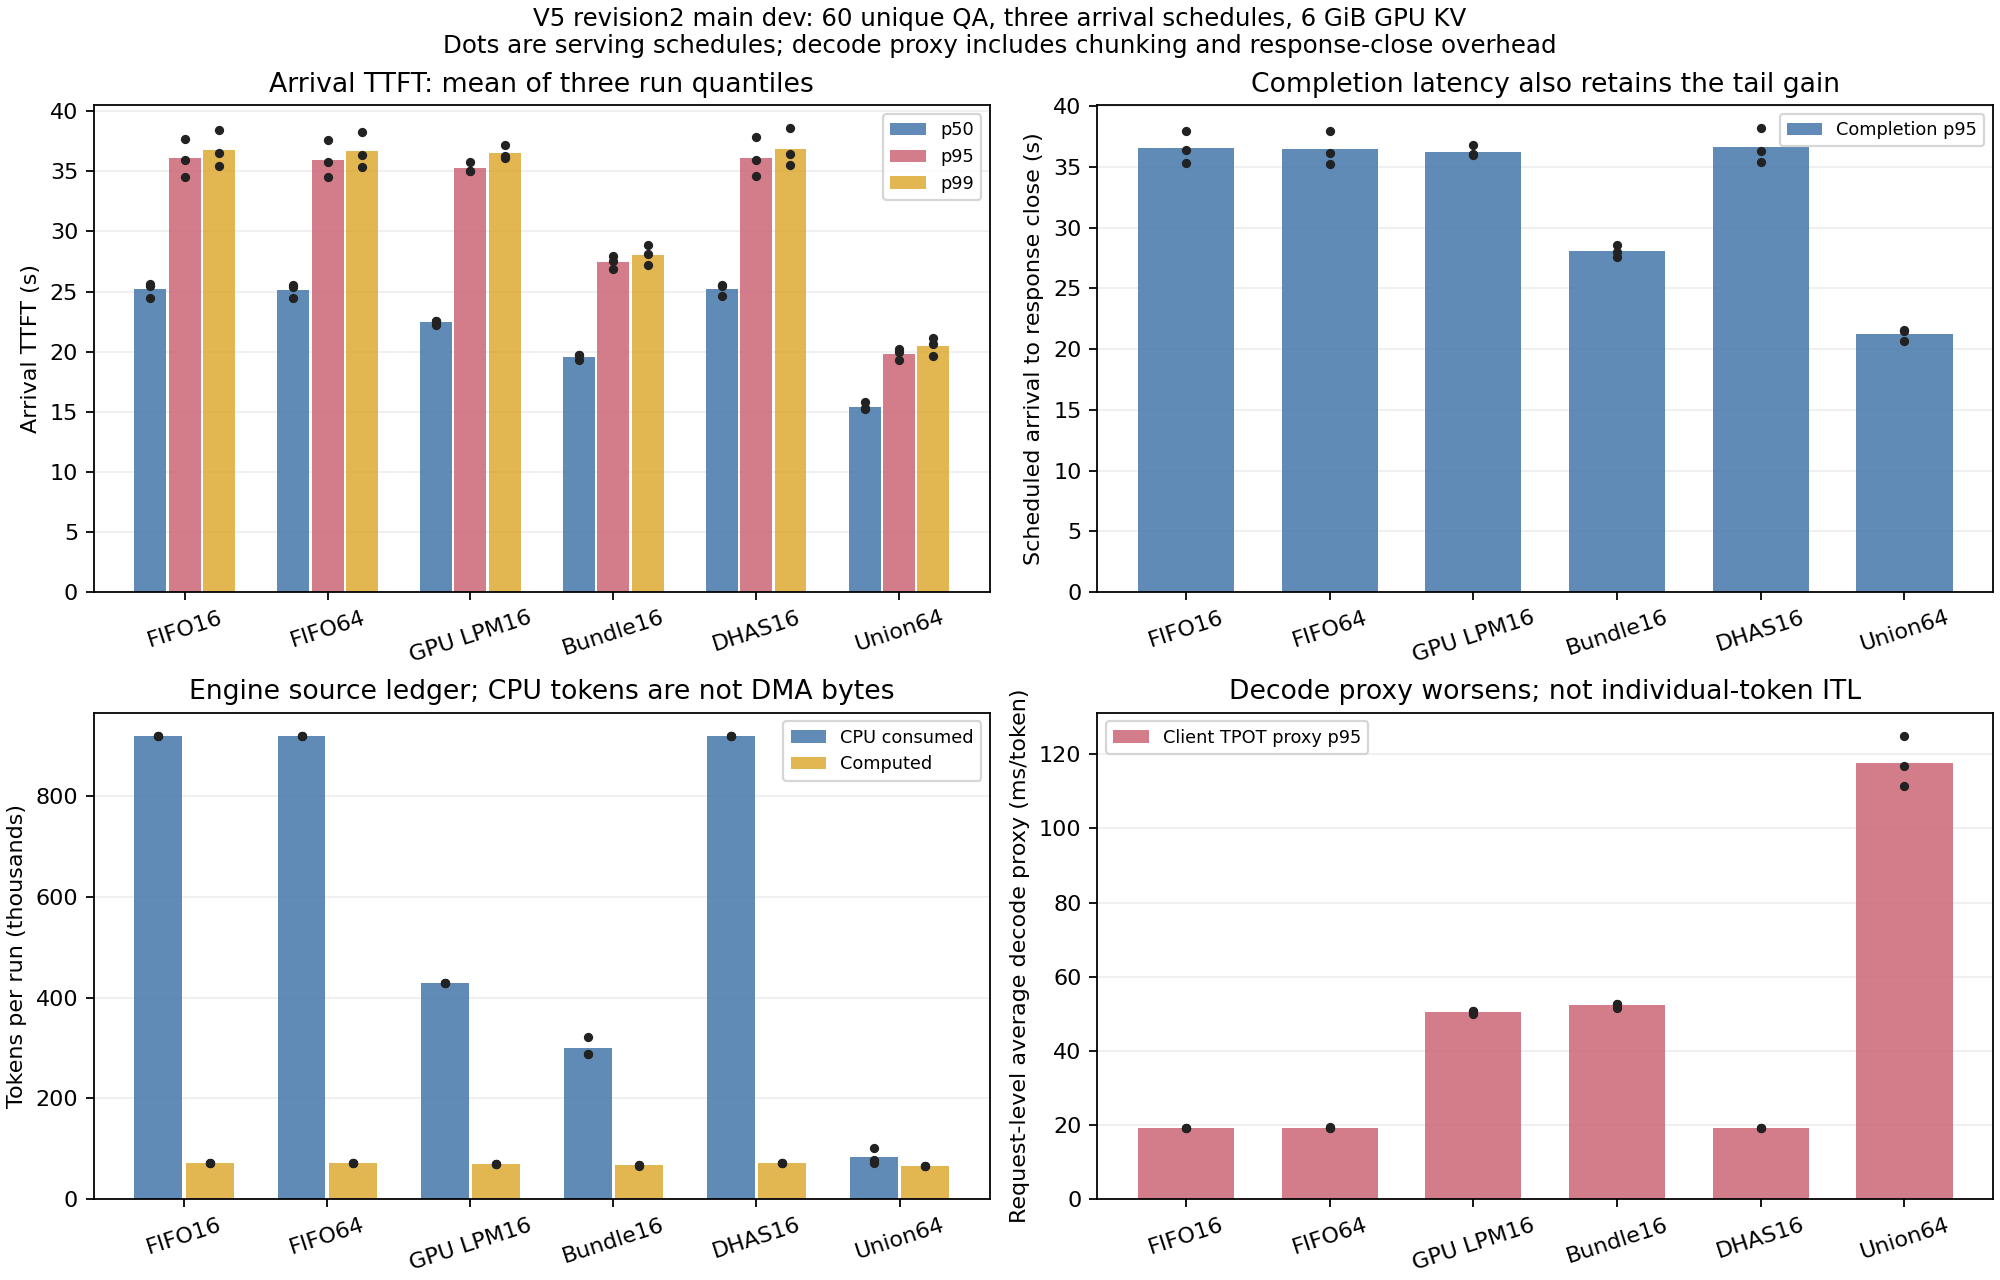 V5 revision2 main dev: 60 unique QA, three arrival schedules, 6 GiB GPU KV
Dots are serving schedules; decode proxy includes chunking and response-close overhead
Arrival TTFT: mean of three run quantiles
Arrival TTFT (s)
40
35
30
25
20
15
10
5
0
p50
p95
p99
FIFO16
FIFO64
GPU LPM16
Bundle16
DHAS16
Union64
Completion latency also retains the tail gain
Scheduled arrival to response close (s)
40
35
30
25
20
15
10
5
0
Completion p95
FIFO16
FIFO64
GPU LPM16
Bundle16
DHAS16
Union64
Engine source ledger; CPU tokens are not DMA bytes
Tokens per run (thousands)
800
600
400
200
0
CPU consumed
Computed
FIFO16
FIFO64
GPU LPM16
Bundle16
DHAS16
Union64
Decode proxy worsens; not individual-token ITL
Request-level average decode proxy (ms/token)
120
100
80
60
40
20
0
Client TPOT proxy p95
FIFO16
FIFO64
GPU LPM16
Bundle16
DHAS16
Union64